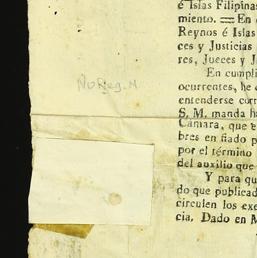 é Islas Filipinas
miento. = En
Reynos é Islas
ces y Justicias
res, Jueces y J
En cumpli
ocurrentes, he
entenderse
S. M. manda
Cámara, que
bres en fiado p
por el término
del auxilio que
Y para qu
do que publicad
circulen los exe
cia. Dado en M